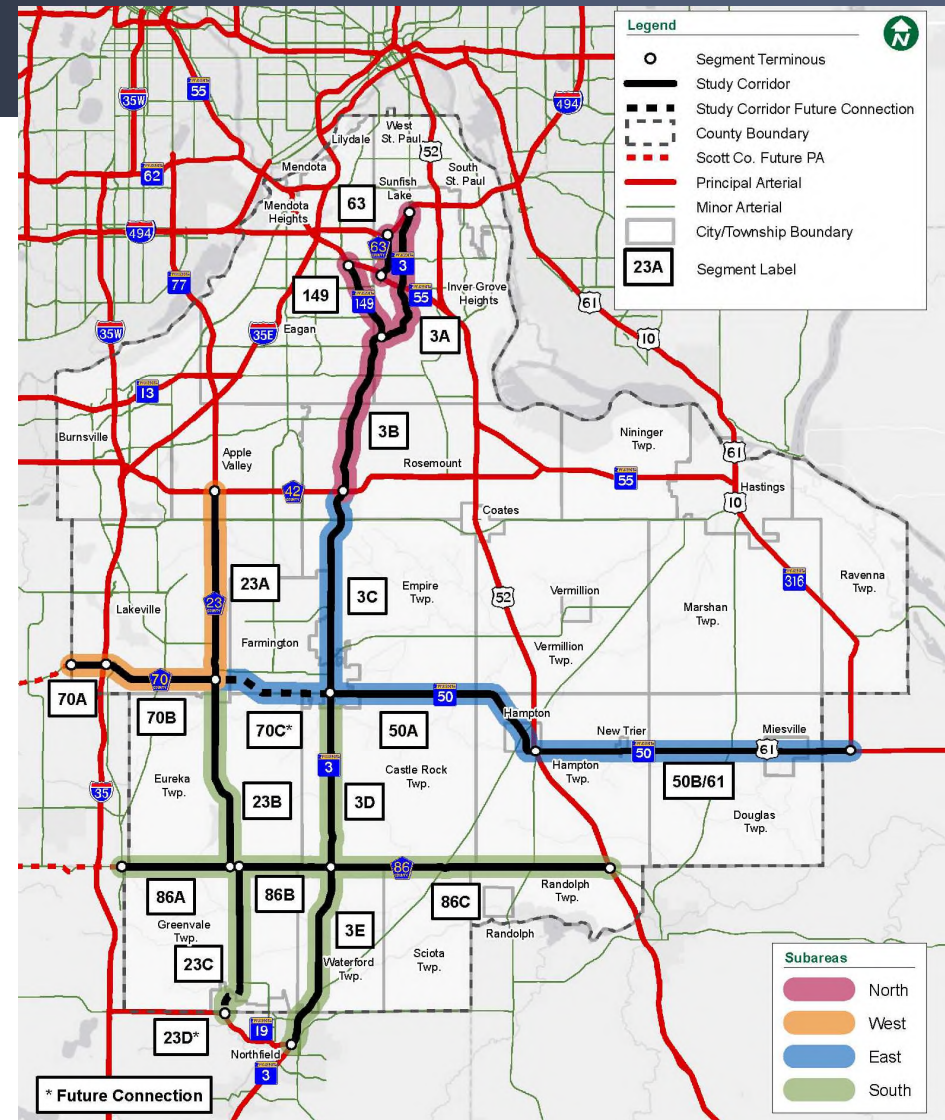 Legend
N
Segment Terminous
Study Corridor
Study Corridor Future Connection
County Boundary
Scott Co. Future PA
Principal Arterial
Minor Arterial
City/Township Boundary
23A
Segment Label
55
35W
494
West
St. Paul
Lilydale
52
62
Mendota
South
St. Paul
Sunfish
Lake
63
Mendota
Heights
494
63
3
77
149
149
55
Inver Grove
Heights
61
35W
35E
Eagan
3A
10
13
3B
Burnsville
Nininger
Twp.
Apple
Valley
61
Rosemount
42
55
Hastings
10
Coates
23A
3C
Empire
Twp.
316
Ravenna
Twp.
52
Vermillion
Lakeville
23
Marshan
Twp.
Farmington
Vermillion
Twp.
70
50
70A
70B
70C*
50A
Hampton
New Trier
Miesville
50
61
3
Castle Rock
Twp.
Hampton
Twp.
50B/61
Eureka
Twp.
35
23B
3D
Douglas
Twp.
86
86A
86B
86C
Randolph
Twp.
Greenvale
Twp.
3E
Randolph
23C
Waterford
Twp.
Sciota
Twp.
23D*
19
Northfield
3
* Future Connection
Subareas
North
West
East
South